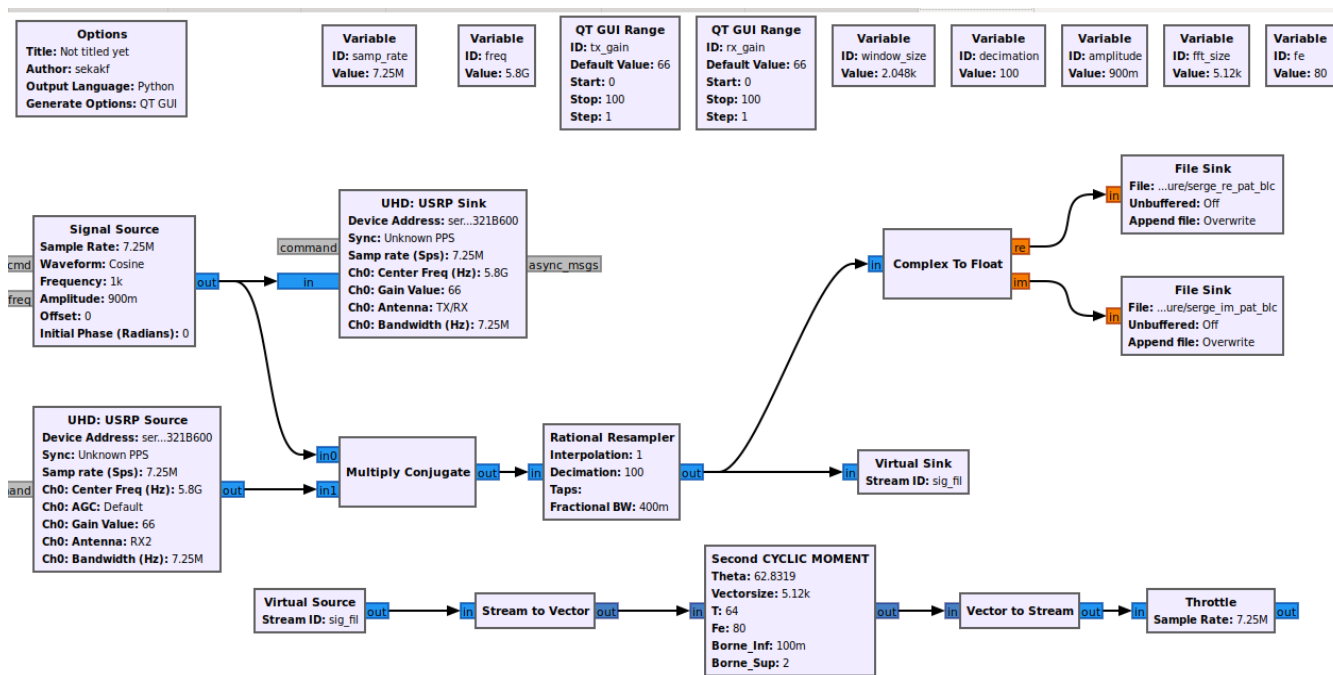 Options
Title: Not titled yet
Author: sekakf
Output Language: Python
Generate Options: QT GUI
Variable
ID: samp_rate
Value: 7.25M
Variable
ID: freq
Value: 5.8G
QT GUI Range
ID: tx_gain
Default Value: 66
Start: 0
Stop: 100
Step: 1
QT GUI Range
ID: rx_gain
Default Value: 66
Start: 0
Stop: 100
Step: 1
Variable
ID: window_size
Value: 2.048k
Variable
ID: decimation
Value: 100
Variable
ID: amplitude
Value: 900m
Variable
ID: fft_size
Value: 5.12k
Variable
ID: fe
Value: 80
cmd
freq
Signal Source
Sample Rate: 7.25M
Waveform: Cosine
Frequency: 1k
Amplitude: 900m
Offset: 0
Initial Phase (Radians): 0
out
command
in
UHD: USRP Sink
Device Address: ser...321B600
Sync: Unknown PPS
Samp rate (Sps): 7.25M
Ch0: Center Freq (Hz): 5.8G
Ch0: Gain Value: 66
Ch0: Antenna: TX/RX
Ch0: Bandwidth (Hz): 7.25M
async_msgs
in
Complex To Float
re
im
in
File Sink
File: ...ure/serge_re_pat_blc
Unbuffered: Off
Append file: Overwrite
in
File Sink
File: ...ure/serge_im_pat_blc
Unbuffered: Off
Append file: Overwrite
hand
UHD: USRP Source
Device Address: ser...321B600
Sync: Unknown PPS
Samp rate (Sps): 7.25M
Ch0: Center Freq (Hz): 5.8G
Ch0: AGC: Default
Ch0: Gain Value: 66
Ch0: Antenna: RX2
Ch0: Bandwidth (Hz): 7.25M
out
in0
in1
Multiply Conjugate
out
in
Rational Resampler
Interpolation: 1
Decimation: 100
Taps:
Fractional BW: 400m
out
in
Virtual Sink
Stream ID: sig_fil
Virtual Source
Stream ID: sig_fil
out
in
Stream to Vector
out
in
Second CYCLIC MOMENT
Theta: 62.8319
Vectorsize: 5.12k
T: 64
Fe: 80
Borne_Inf: 100m
Borne_Sup: 2
out
in
Vector to Stream
out
in
Throttle
Sample Rate: 7.25M
out